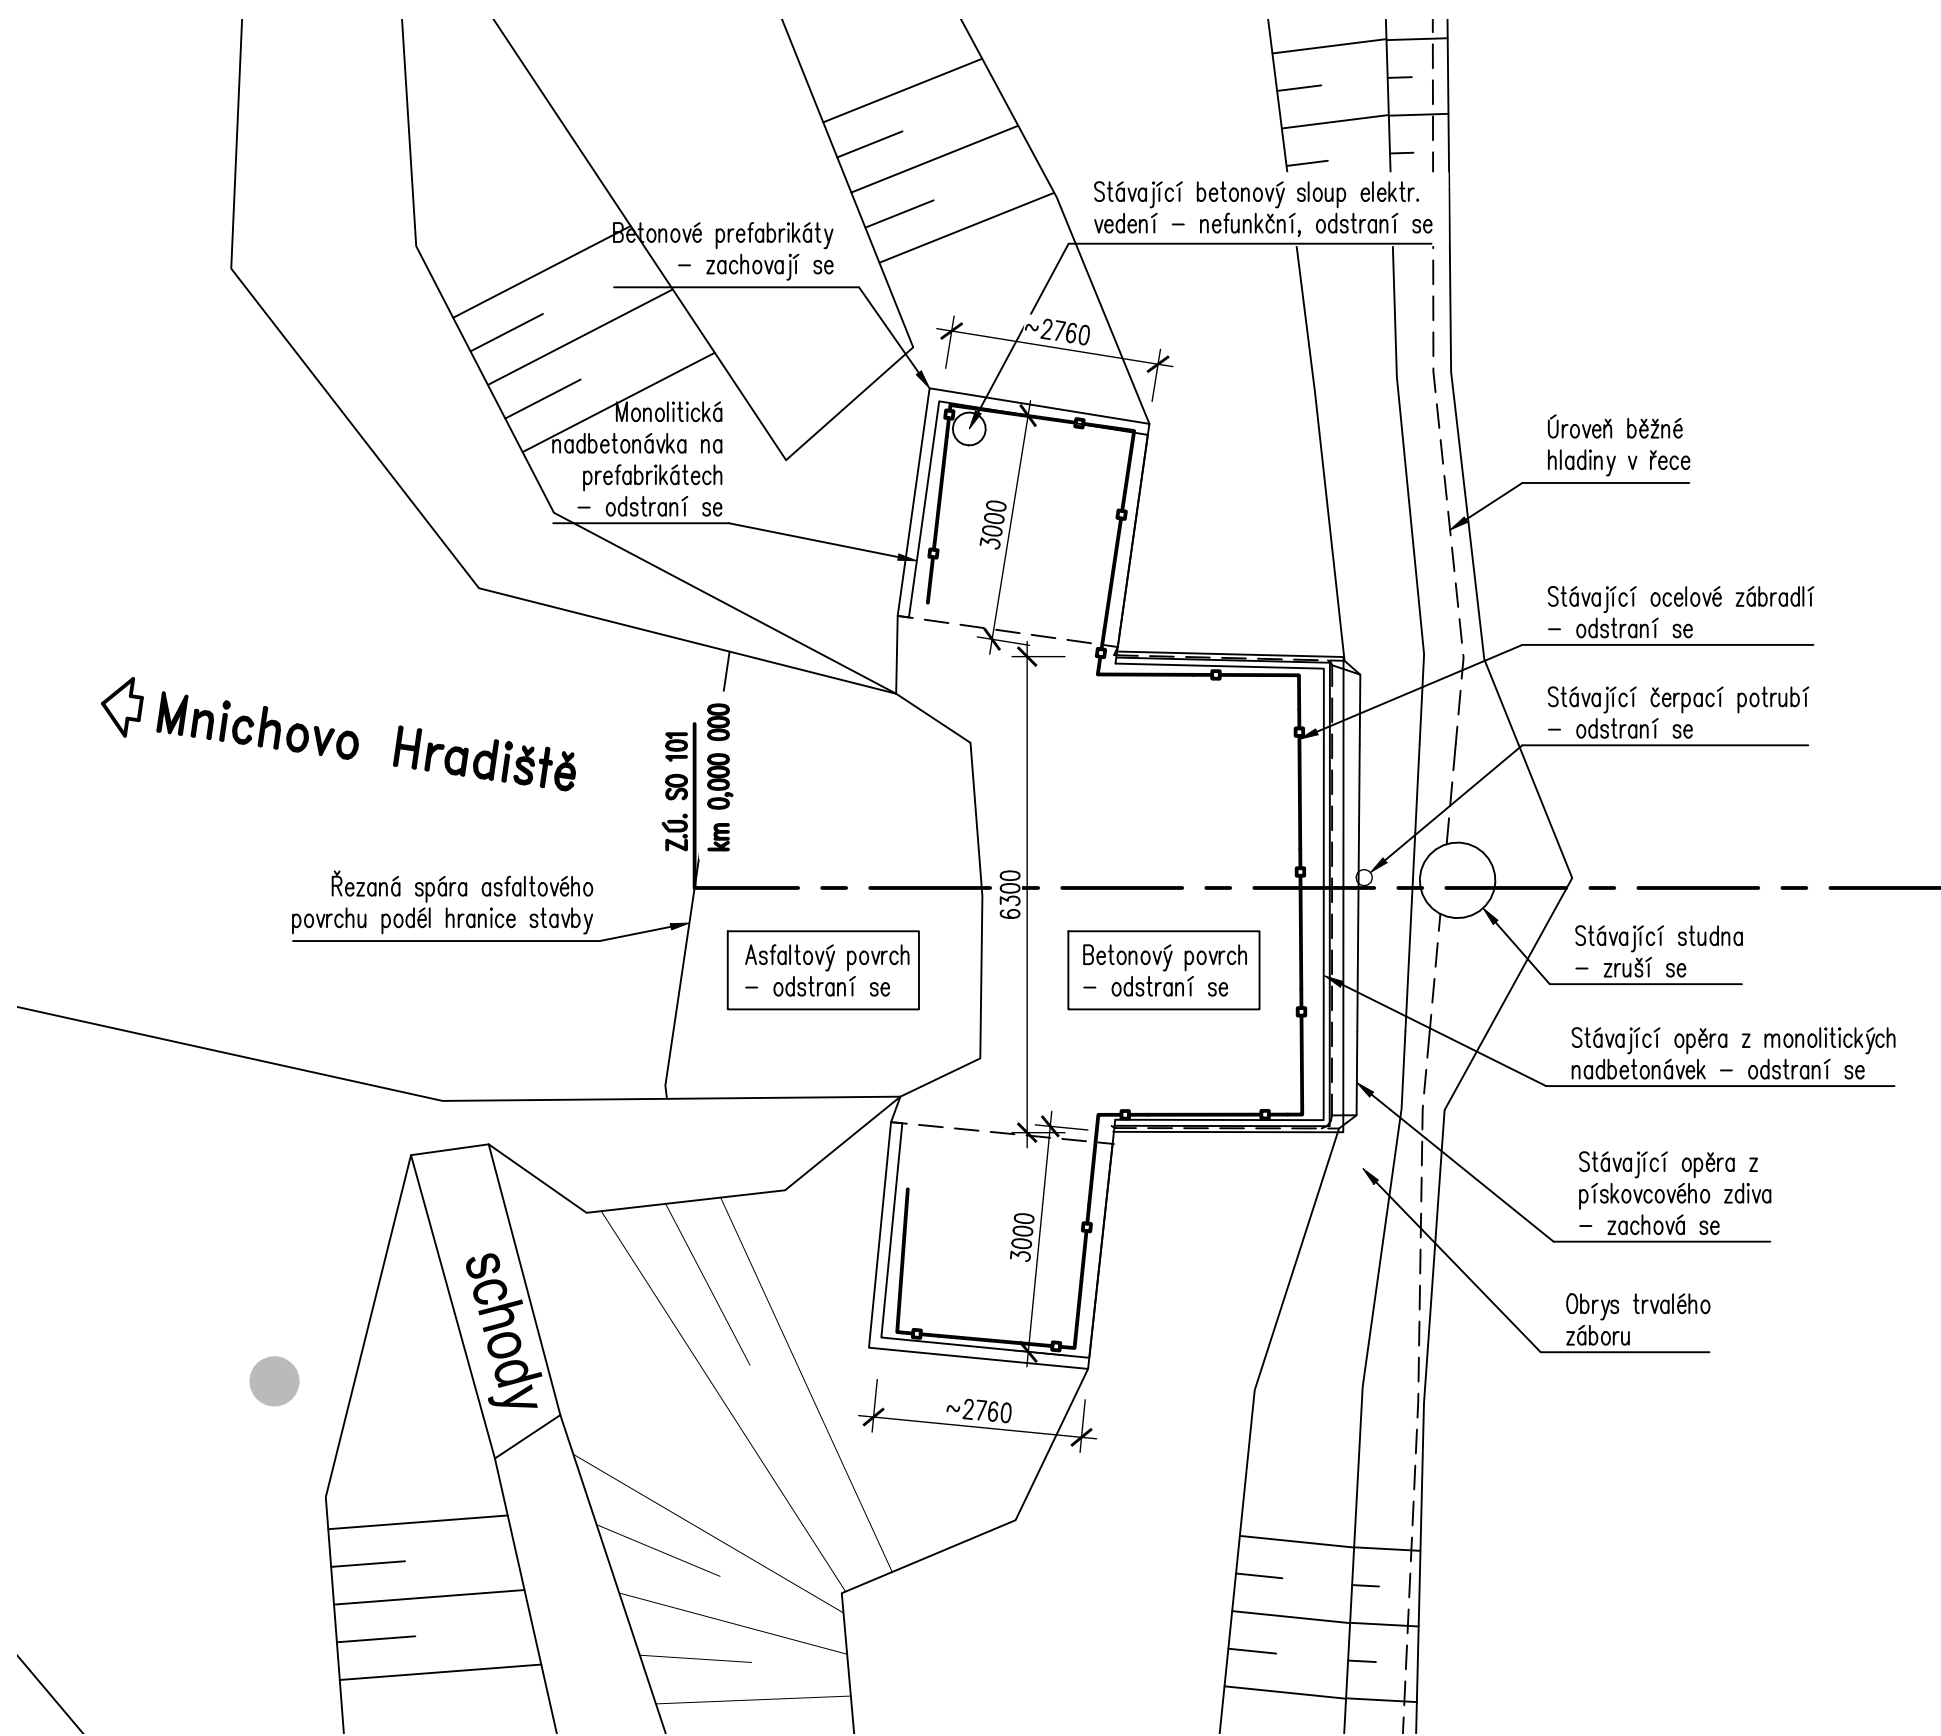 Stávající betonový sloup elektr.
vedení – nefunkční, odstraní se
Betonové prefabrikáty
– zachovají se
~2760
Monolitická
nadbetonávka na
prefabrikátech
– odstraní se
3000
Úroveň běžné
hladiny v řece
Stávající ocelové zábradlí
– odstraní se
Stávající čerpací potrubí
– odstraní se
Mnichovo Hradiště
Z.Ú. SO 101
km 0,000 000
6300
Řezaná spára asfaltového
povrchu podél hranice stavby
Asfaltový povrch
– odstraní se
Betonový povrch
– odstraní se
Stávající studna
– zruší se
Stávající opěra z monolitických
nadbetonávek – odstraní se
Stávající opěra z
pískovcového zdiva
– zachová se
3000
schody
Obrys trvalého
záboru
~2760